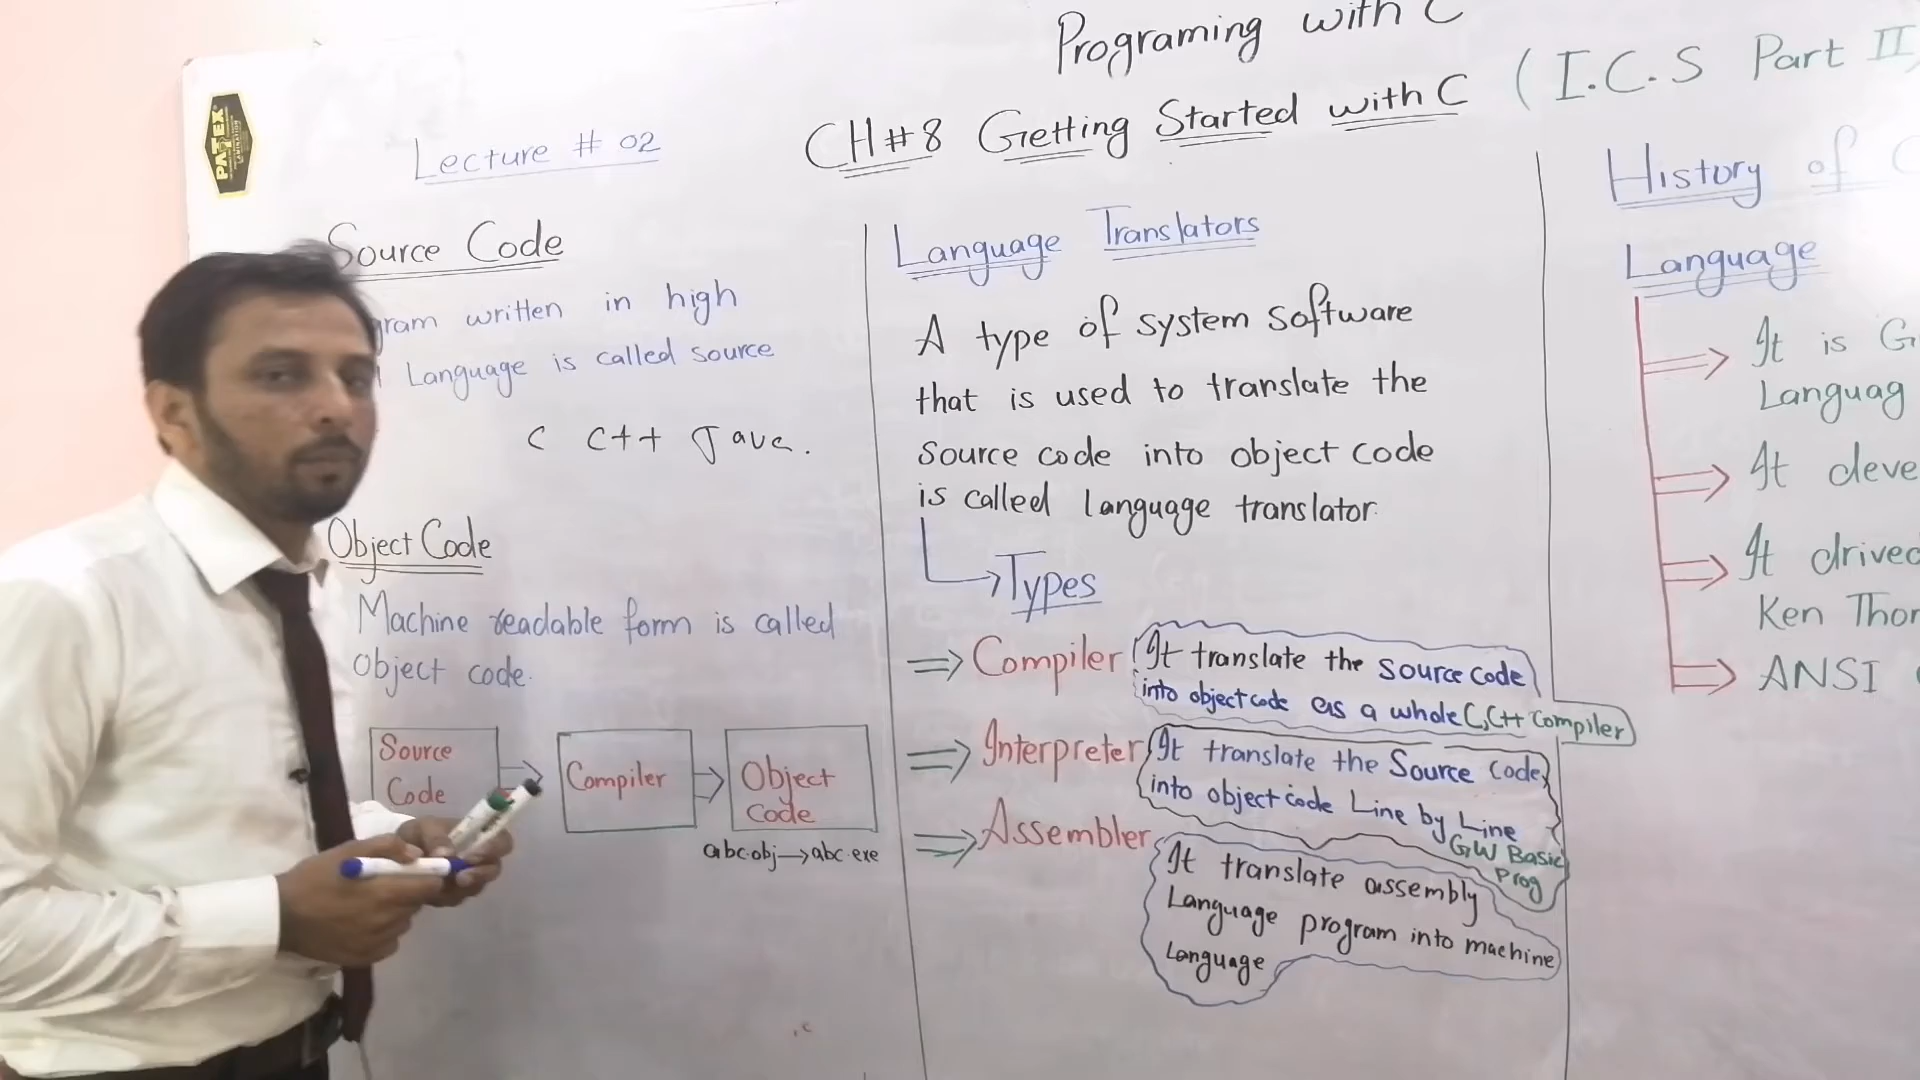 Programing with C
CH#8 Getting Started with C (I.C.S Part II)
PATEX
LAMINATION
Lecture # 02
Source Code
gram written in high
Language is called source
C C++ Java.
Object Code
Machine readable form is called
Object code.
Source
Code
Compiler
Object
Code
abc.obj→abc.exe
Language Translators
A type of system software
that is used to translate the
source code into object code
is called language translator.
Types
⇒ Compiler
It translate the source code
into object code as a whole C, C++ Compiler
⇒ Interpreter
It translate the Source Code
into object code Line by Line
GW Basic
Prog
⇒ Assembler
It translate assembly
Language program into machine
Language
History of C
Language
⇒ It is G
Languag
⇒ It deve
⇒ It drived
Ken Thor
⇒ ANSI